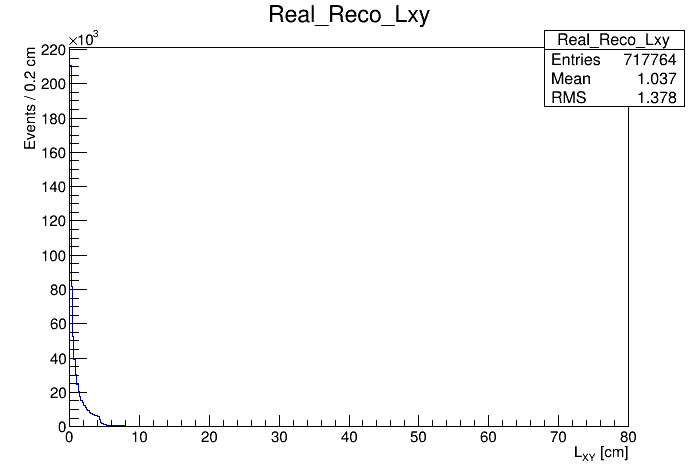 Real_Reco_Lxy
×10³
Real_Reco_Lxy
Entries 717764
Mean 1.037
RMS 1.378
Events / 0.2 cm
220
200
180
160
140
120
100
80
60
40
20
0
0 10 20 30 40 50 60 70 80
L_XY [cm]